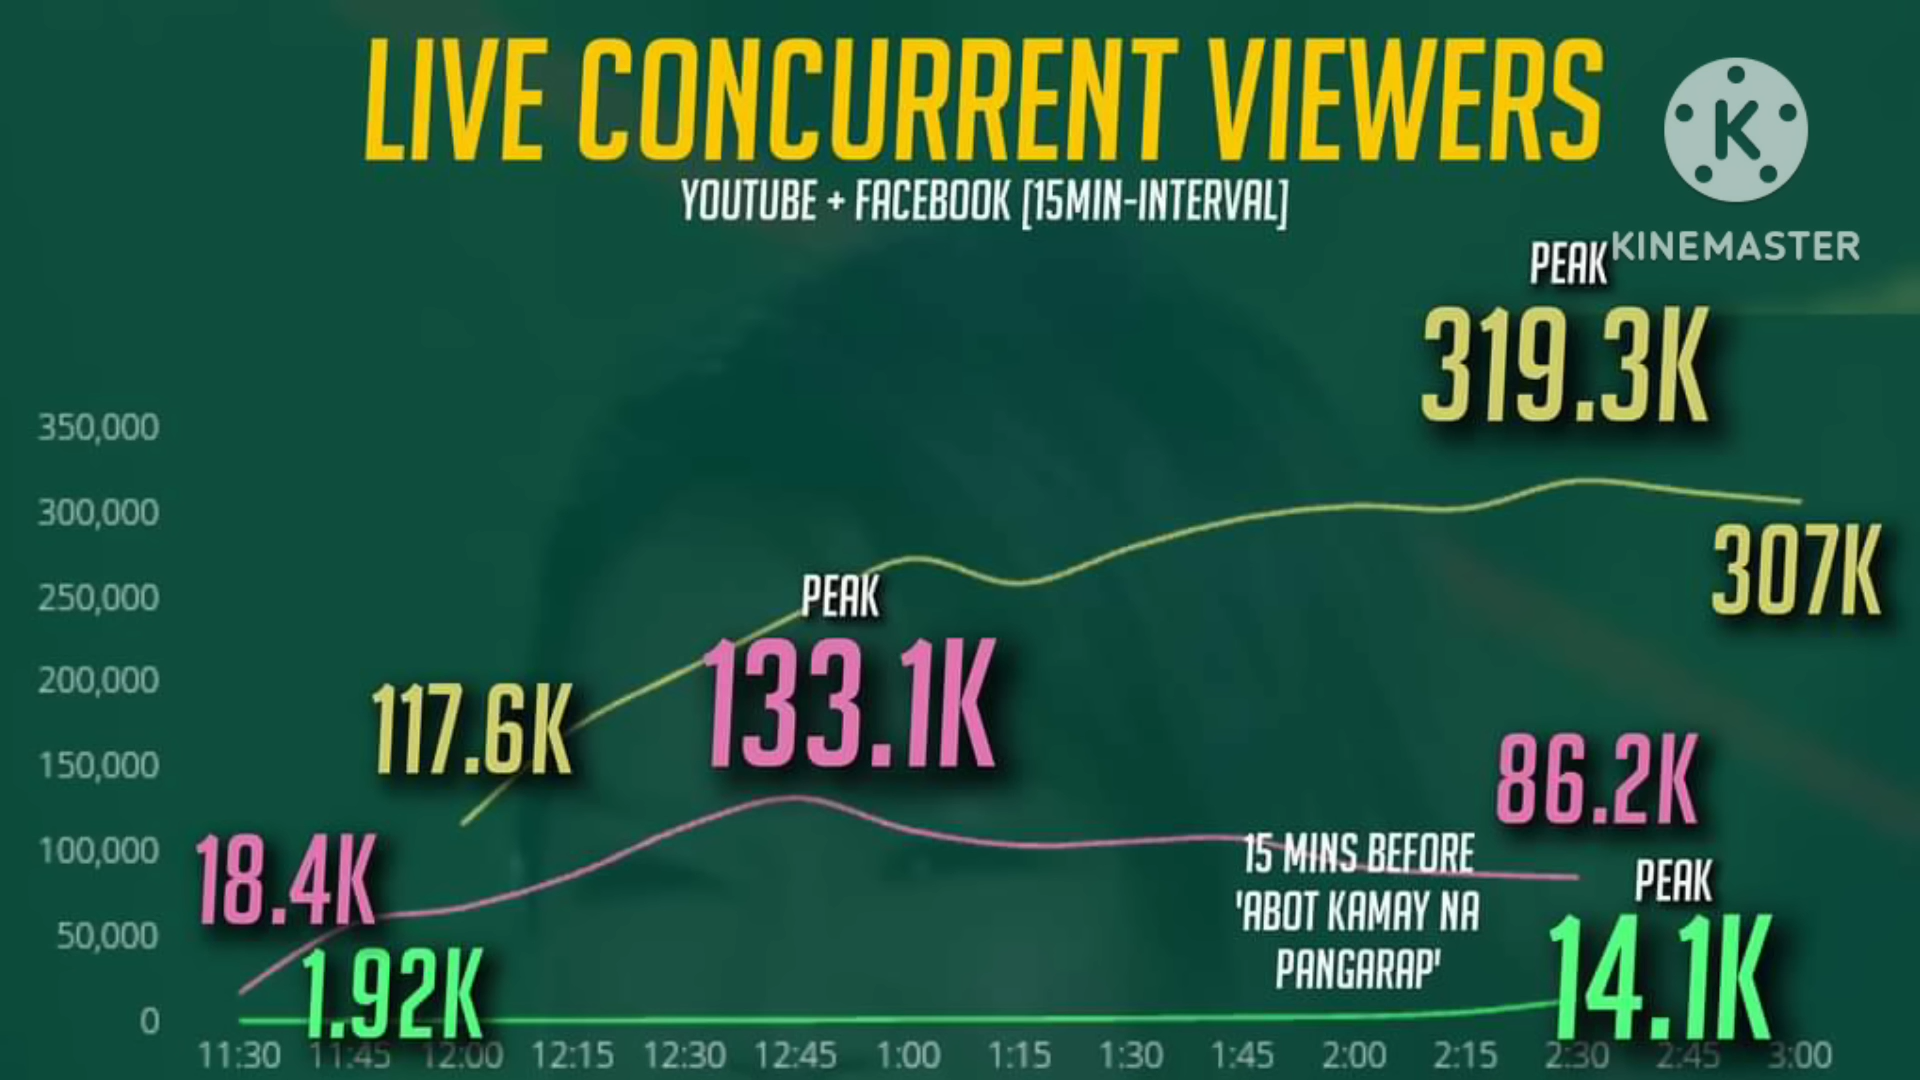 LIVE CONCURRENT VIEWERS
YOUTUBE + FACEBOOK [15MIN-INTERVAL]
K
KINEMASTER
PEAK
319.3K
350,000
300,000
307K
PEAK
250,000
133.1K
200,000
117.6K
86.2K
150,000
18.4K
100,000
15 MINS BEFORE
'ABOT KAMAY NA
PANGARAP'
PEAK
14.1K
50,000
1.92K
0
11:30 11:45 12:00 12:15 12:30 12:45 1:00 1:15 1:30 1:45 2:00 2:15 2:30 2:45 3:00